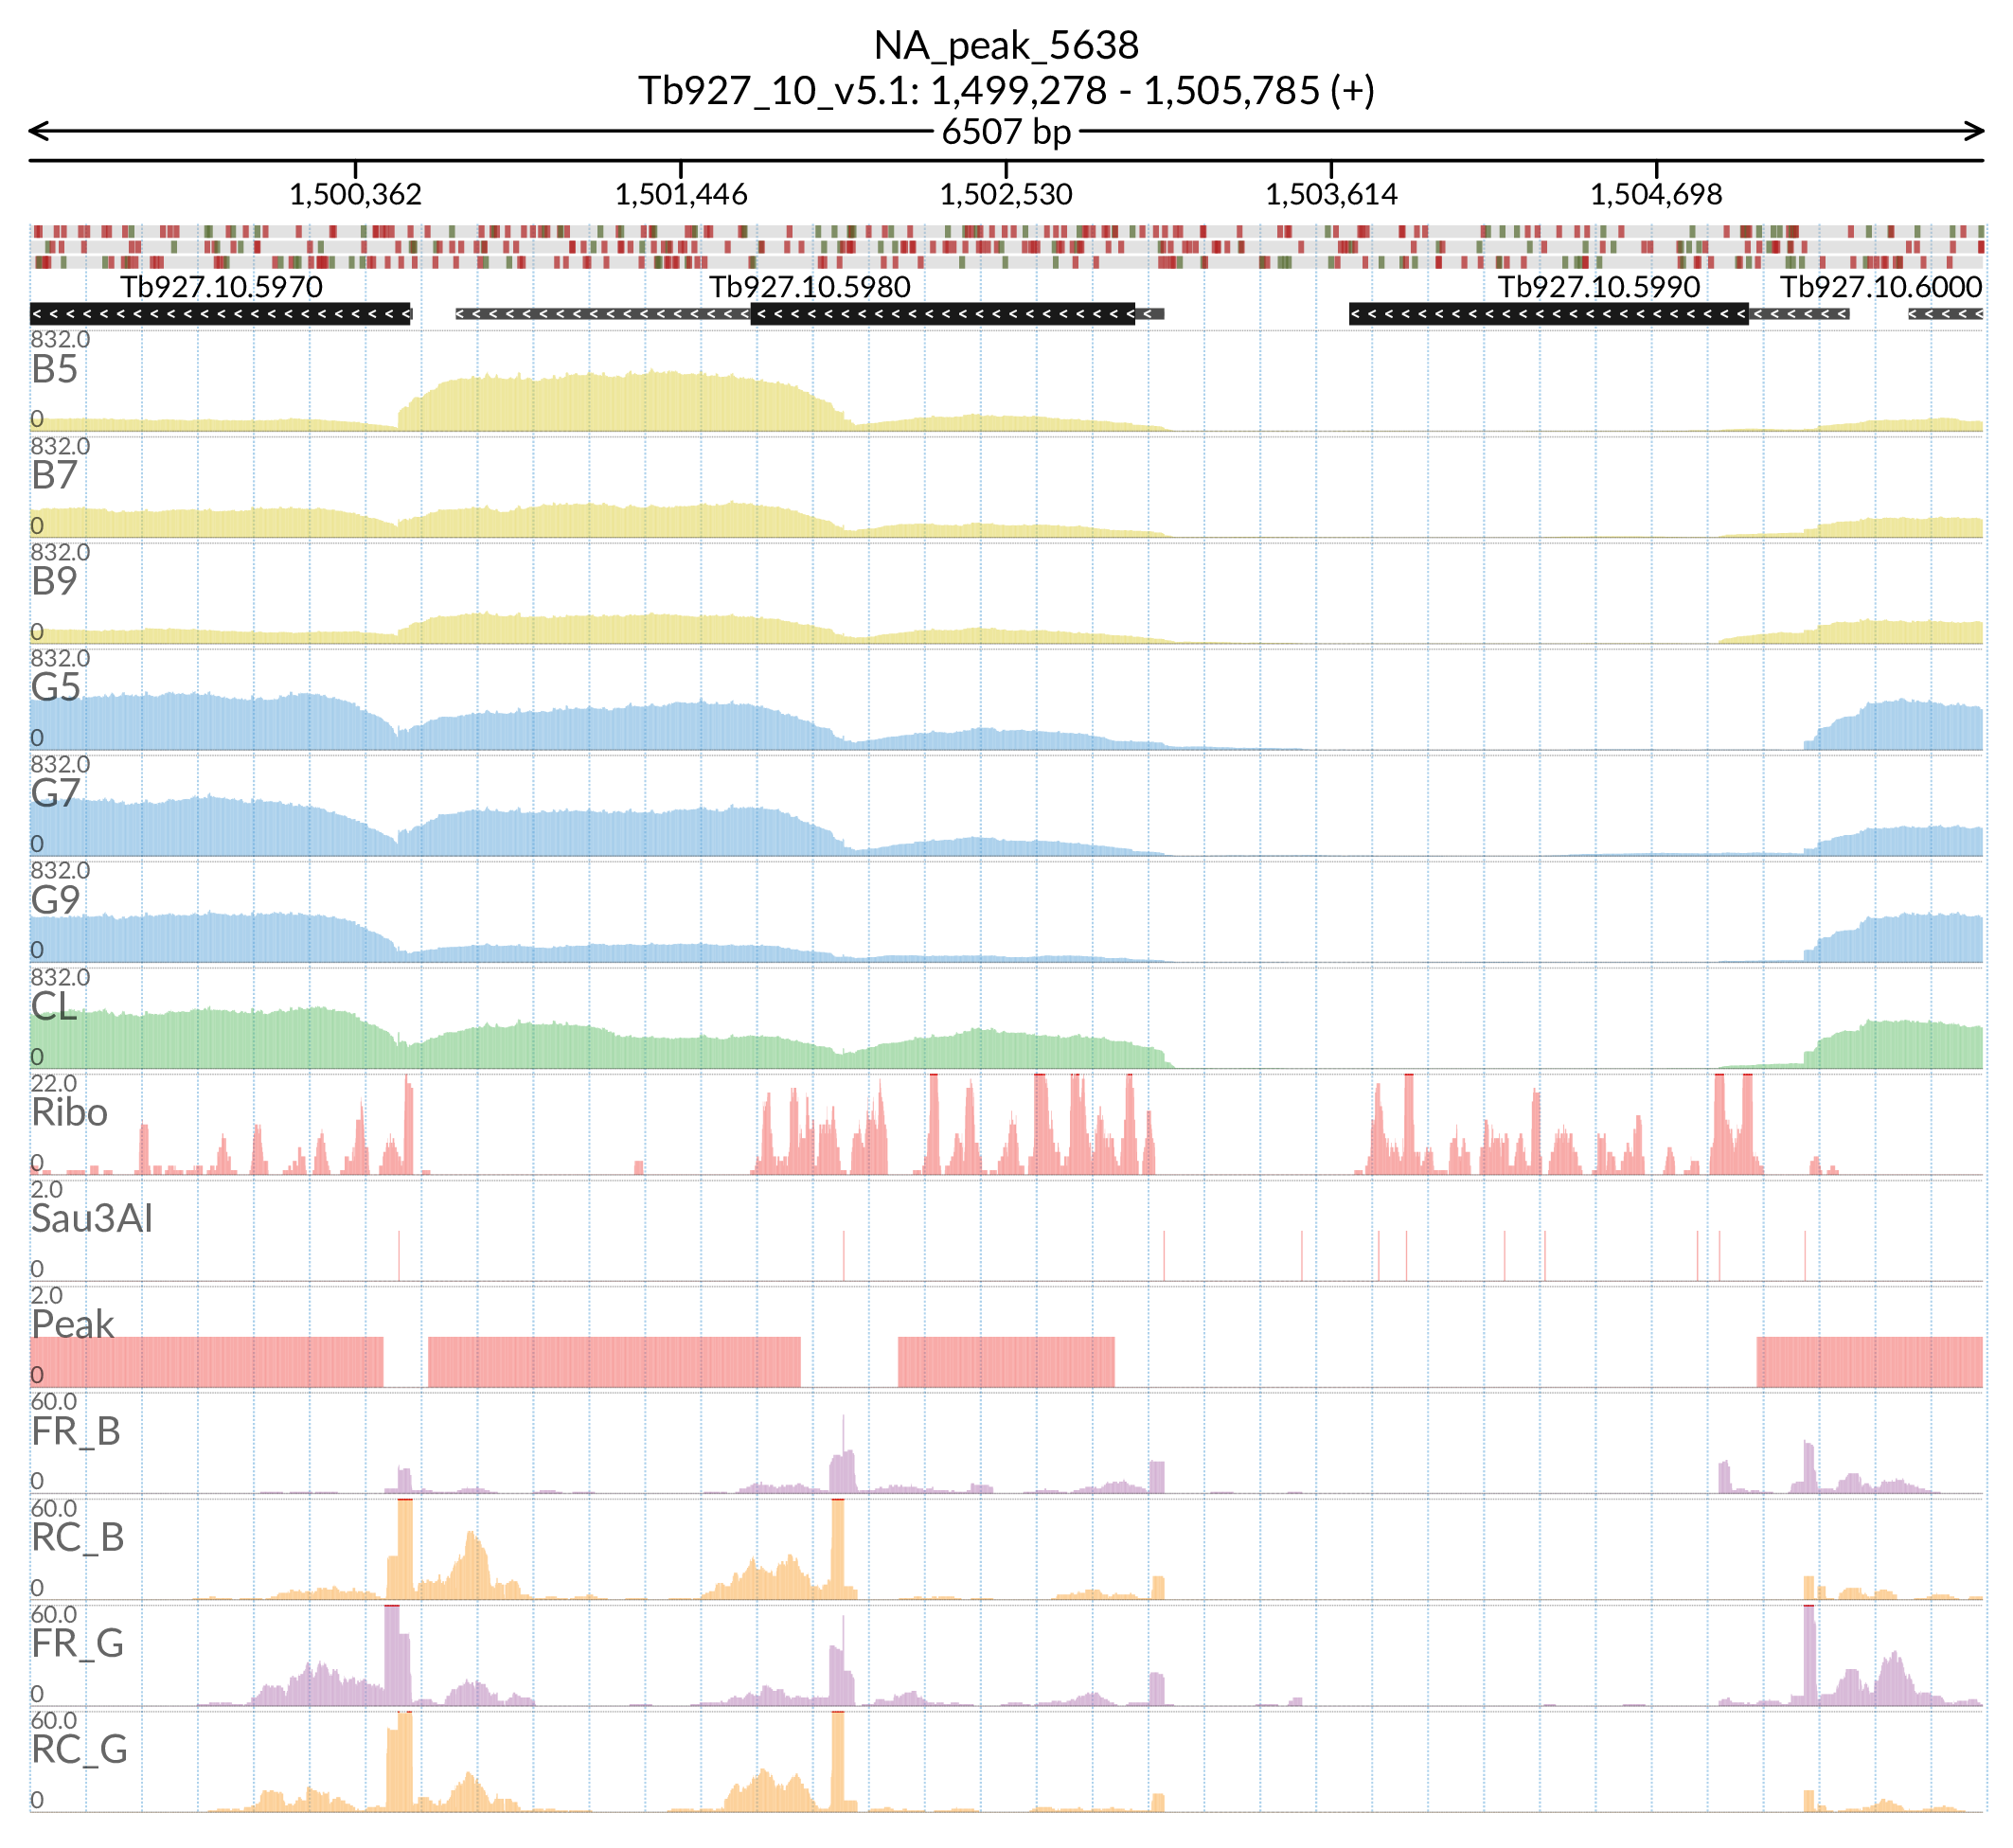 NA_peak_5638
Tb927_10_v5.1: 1,499,278 - 1,505,785 (+)
6507 bp
1,500,362 1,501,446 1,502,530 1,503,614 1,504,698
Tb927.10.5970 Tb927.10.5980 Tb927.10.5990 Tb927.10.6000
832.0
B5
0
832.0
B7
0
832.0
B9
0
832.0
G5
0
832.0
G7
0
832.0
G9
0
832.0
CL
0
22.0
Ribo
0
2.0
Sau3AI
0
2.0
Peak
0
60.0
FR_B
0
60.0
RC_B
0
60.0
FR_G
0
60.0
RC_G
0